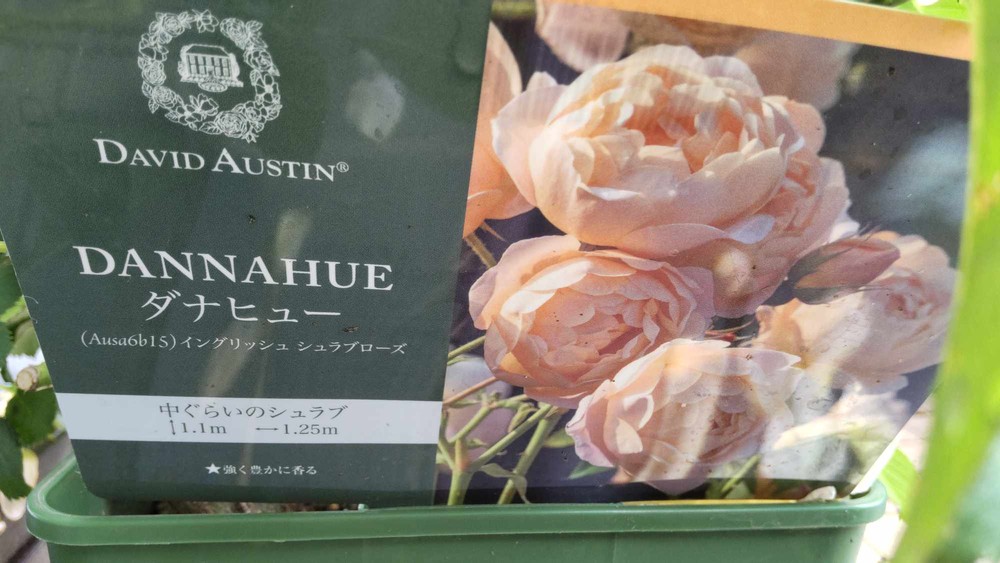 DAVID AUSTIN®
DANNAHUE
ダナヒュー
(Ausa6b15)イングリッシュ シュラブローズ
中ぐらいのシュラブ
↕1.1m ↔1.25m
★強く豊かに香る